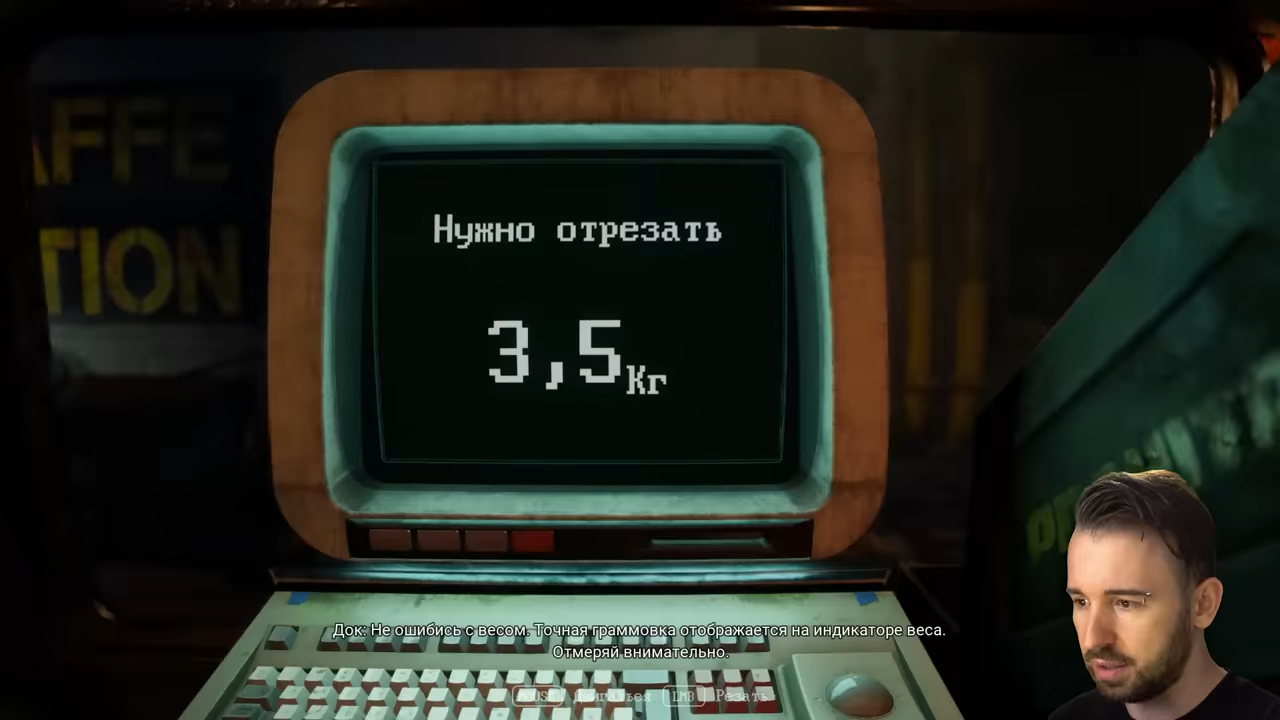 AFFE
TION
Нужно отрезать
3,5кг
Док: Не ошибись с весом. Точная граммовка отображается на индикаторе веса.
Отмеряй внимательно.
LMB Резать